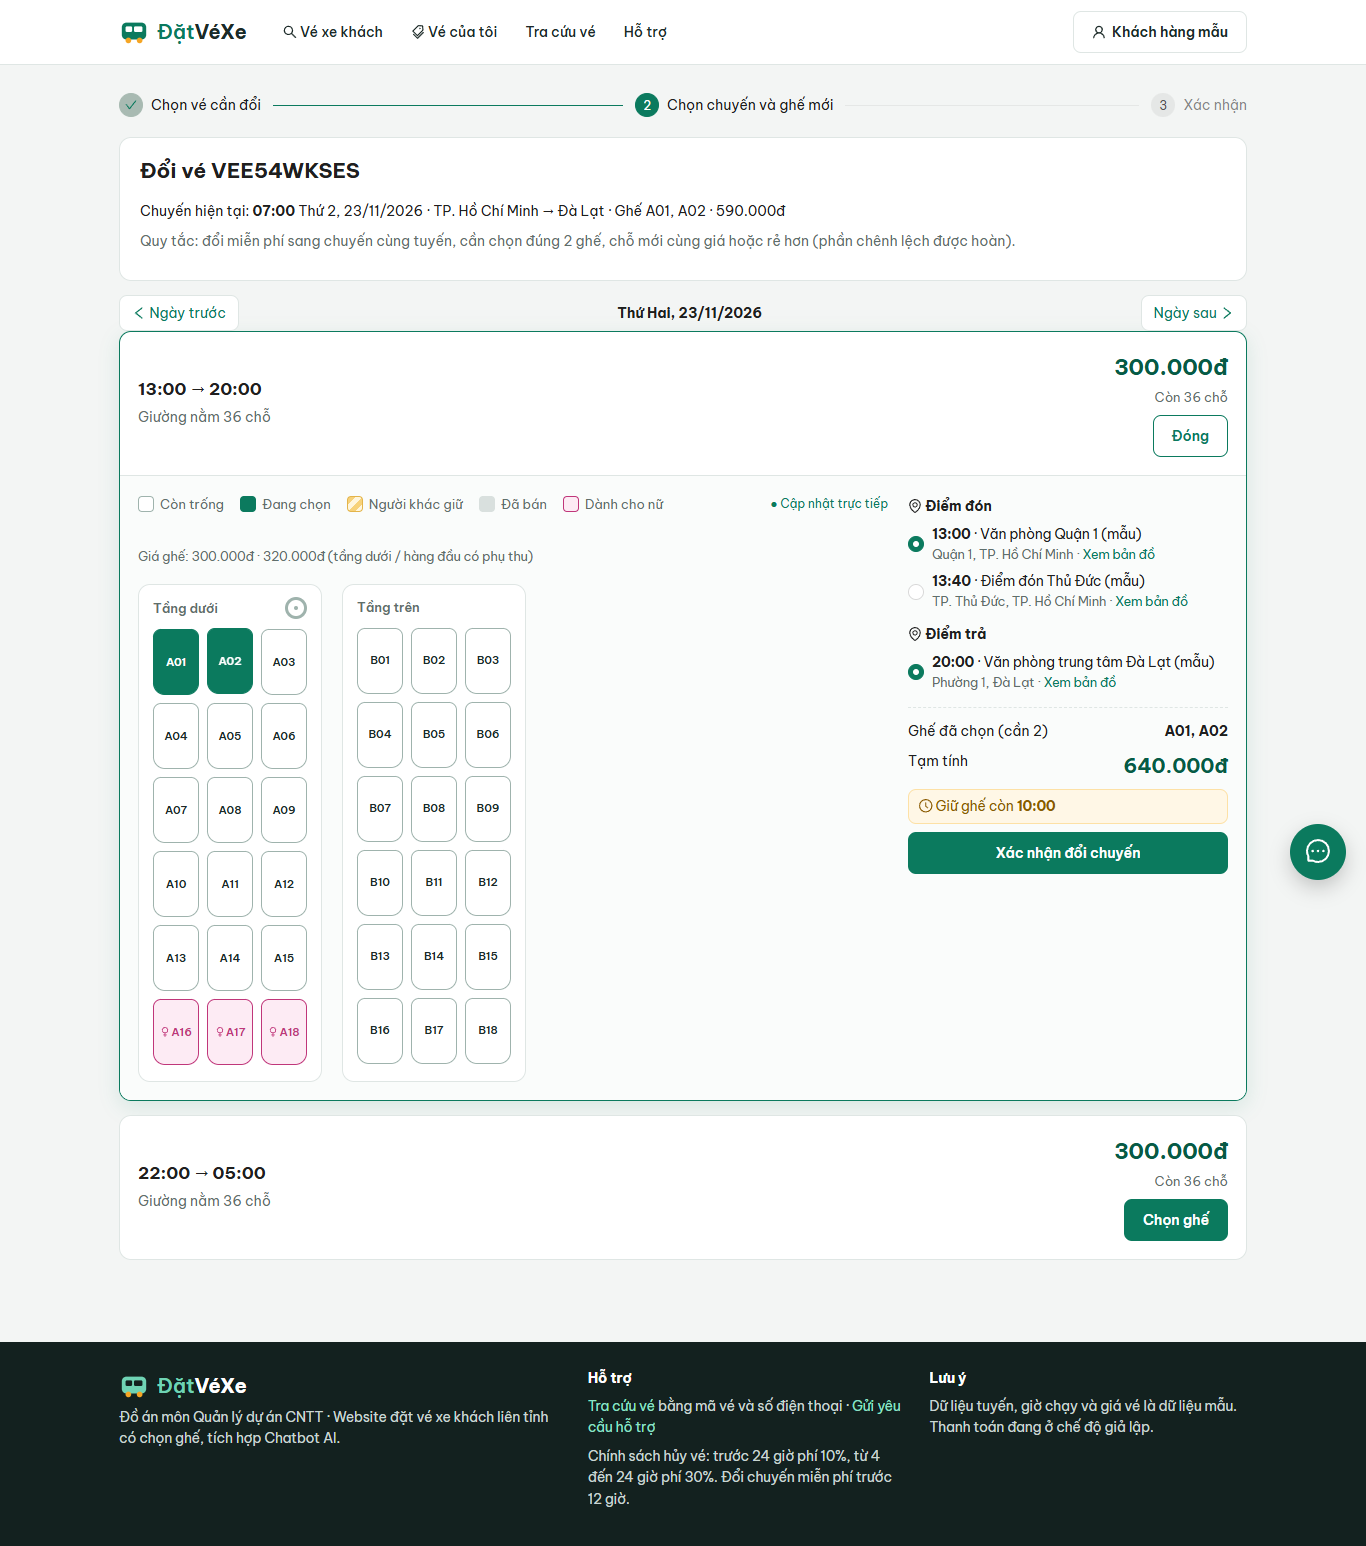 ĐặtVéXe
Vé xe khách
Vé của tôi
Tra cứu vé
Hỗ trợ
Khách hàng mẫu
Chọn vé cần đổi
2 Chọn chuyến và ghế mới
3 Xác nhận
Đổi vé VEE54WKSES
Chuyến hiện tại: 07:00 Thứ 2, 23/11/2026 · TP. Hồ Chí Minh → Đà Lạt · Ghế A01, A02 · 590.000đ
Quy tắc: đổi miễn phí sang chuyến cùng tuyến, cần chọn đúng 2 ghế, chỗ mới cùng giá hoặc rẻ hơn (phần chênh lệch được hoàn).
Ngày trước
Thứ Hai, 23/11/2026
Ngày sau
13:00 → 20:00
Giường nằm 36 chỗ
300.000đ
Còn 36 chỗ
Đóng
Còn trống
Đang chọn
Người khác giữ
Đã bán
Dành cho nữ
● Cập nhật trực tiếp
Giá ghế: 300.000đ · 320.000đ (tầng dưới / hàng đầu có phụ thu)
Tầng dưới
A01 A02 A03
A04 A05 A06
A07 A08 A09
A10 A11 A12
A13 A14 A15
♀ A16 ♀ A17 ♀ A18
Tầng trên
B01 B02 B03
B04 B05 B06
B07 B08 B09
B10 B11 B12
B13 B14 B15
B16 B17 B18
Điểm đón
13:00 · Văn phòng Quận 1 (mẫu)
Quận 1, TP. Hồ Chí Minh · Xem bản đồ
13:40 · Điểm đón Thủ Đức (mẫu)
TP. Thủ Đức, TP. Hồ Chí Minh · Xem bản đồ
Điểm trả
20:00 · Văn phòng trung tâm Đà Lạt (mẫu)
Phường 1, Đà Lạt · Xem bản đồ
Ghế đã chọn (cần 2) A01, A02
Tạm tính 640.000đ
Giữ ghế còn 10:00
Xác nhận đổi chuyến
22:00 → 05:00
Giường nằm 36 chỗ
300.000đ
Còn 36 chỗ
Chọn ghế
ĐặtVéXe
Đồ án môn Quản lý dự án CNTT · Website đặt vé xe khách liên tỉnh
có chọn ghế, tích hợp Chatbot AI.
Hỗ trợ
Tra cứu vé bằng mã vé và số điện thoại · Gửi yêu
cầu hỗ trợ
Chính sách hủy vé: trước 24 giờ phí 10%, từ 4
đến 24 giờ phí 30%. Đổi chuyến miễn phí trước
12 giờ.
Lưu ý
Dữ liệu tuyến, giờ chạy và giá vé là dữ liệu mẫu.
Thanh toán đang ở chế độ giả lập.